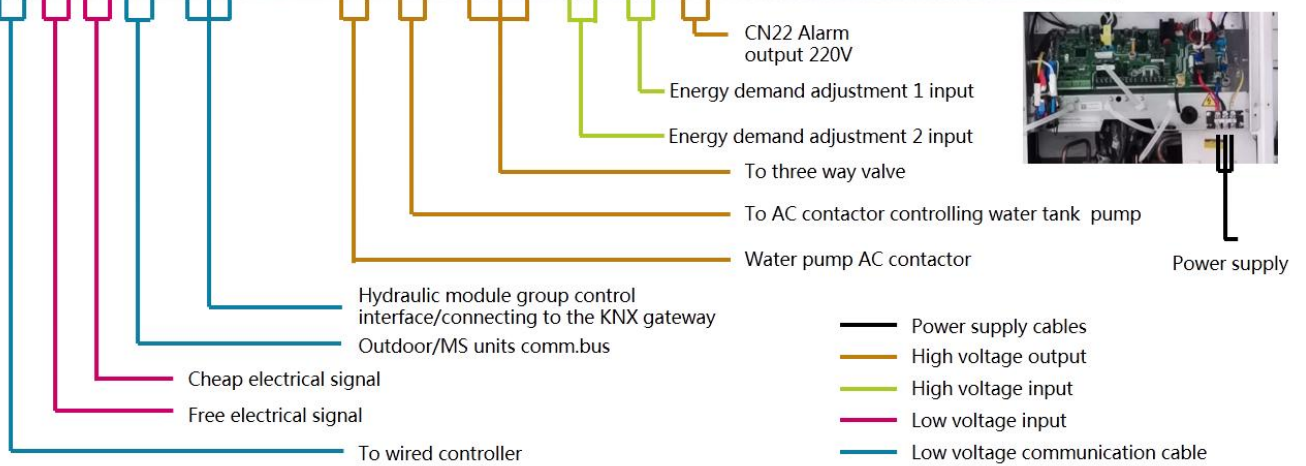 CN22 Alarm
output 220V
Energy demand adjustment 1 input
Energy demand adjustment 2 input
To three way valve
To AC contactor controlling water tank pump
Water pump AC contactor
Power supply
Hydraulic module group control
interface/connecting to the KNX gateway
Outdoor/MS units comm.bus
Cheap electrical signal
Free electrical signal
To wired controller
Power supply cables
High voltage output
High voltage input
Low voltage input
Low voltage communication cable